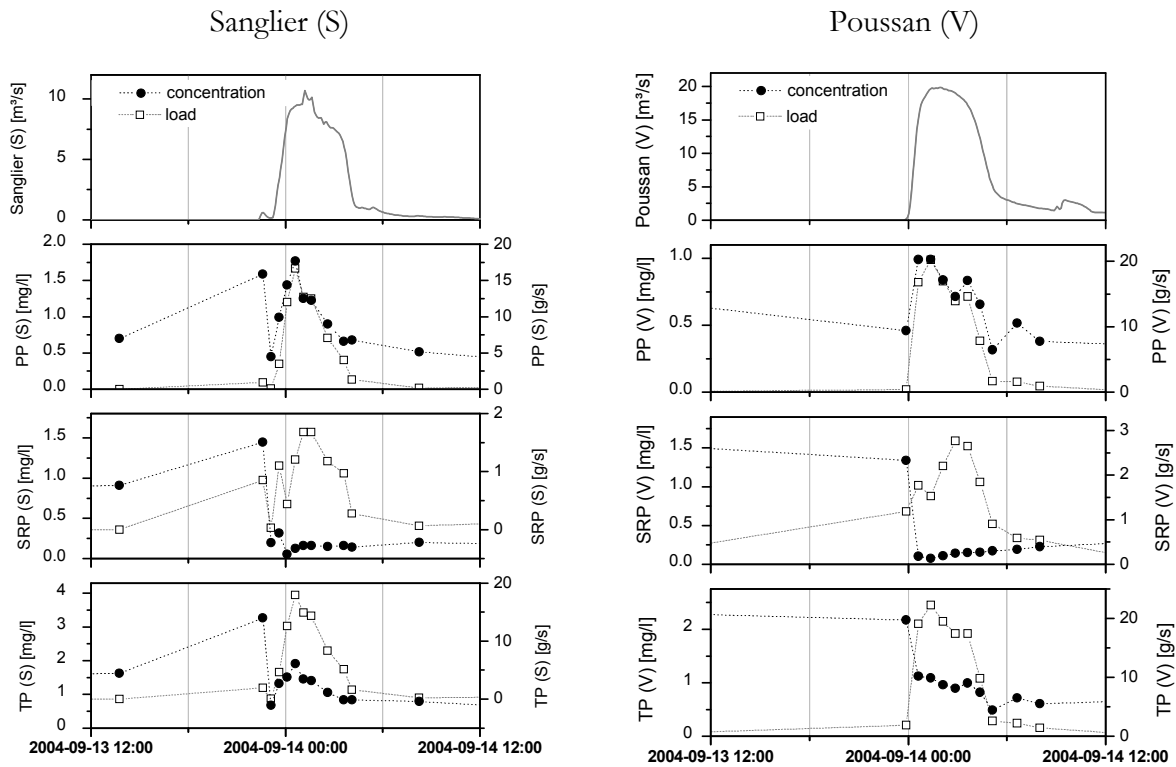 Sanglier (S)
Poussan (V)
Sanglier (S) [m³/s]
10
5
0
concentration
load
Poussan (V) [m³/s]
20
15
10
5
0
concentration
load
PP (S) [mg/l]
2.0
1.5
1.0
0.5
0.0
20
15
10
5
0
PP (S) [g/s]
PP (V) [mg/l]
1.0
0.5
0.0
20
10
0
PP (V) [g/s]
SRP (S) [mg/l]
1.5
1.0
0.5
0.0
2
1
0
SRP (S) [g/s]
SRP (V) [mg/l]
1.5
1.0
0.5
0.0
3
2
1
0
SRP (V) [g/s]
TP (S) [mg/l]
4
3
2
1
0
20
10
0
TP (S) [g/s]
TP (V) [mg/l]
2
1
0
20
10
0
TP (V) [g/s]
2004-09-13 12:00
2004-09-14 00:00
2004-09-14 12:00
2004-09-13 12:00
2004-09-14 00:00
2004-09-14 12:00